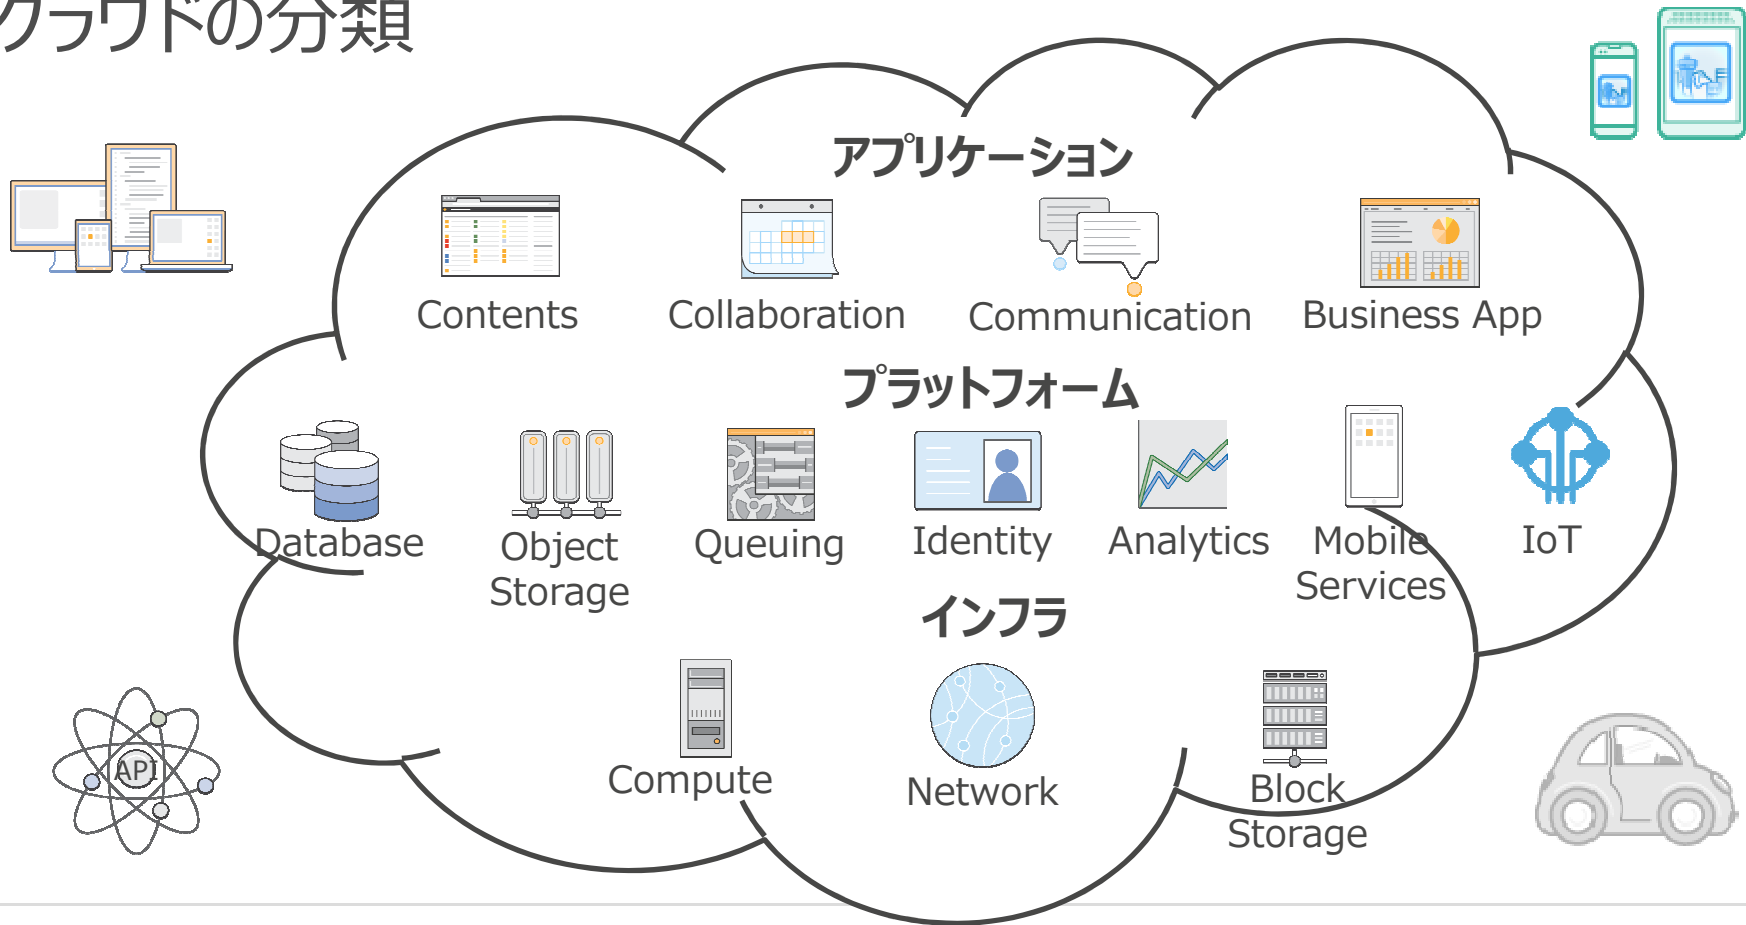 クラウドの分類
アプリケーション
Contents
Collaboration
Communication
Business App
プラットフォーム
Database
Object
Storage
Queuing
Identity
Analytics
Mobile
Services
IoT
インフラ
Compute
Network
Block
Storage
API